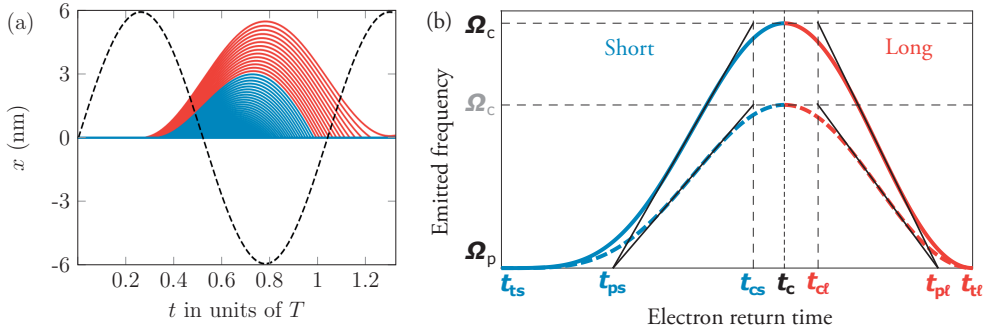 (a)
6
3
0
-3
-6
x (nm)
0.2 0.4 0.6 0.8 1 1.2
t in units of T
(b)
Ωc
Ωc
Ωp
Emitted frequency
Short
Long
tts tps tcs tc tcℓ tpℓ ttℓ
Electron return time